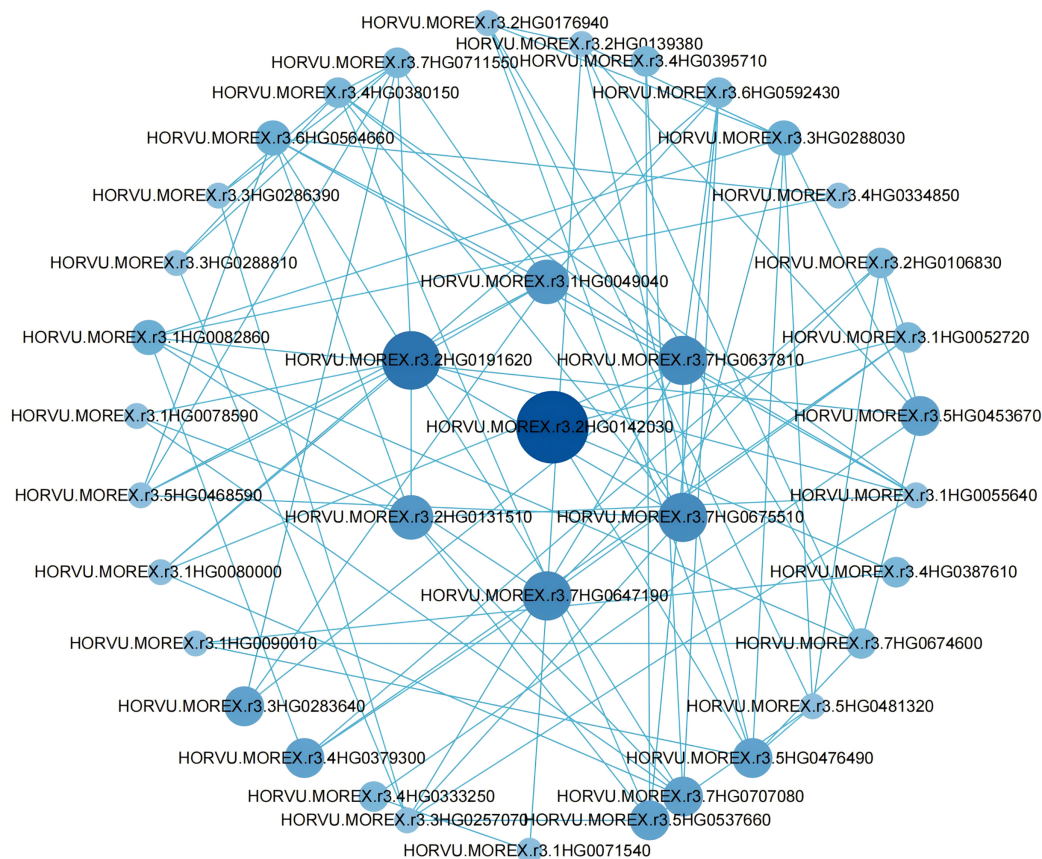 HORVU.MOREX.r3.2HG0176940
HORVU.MOREX.r3.2HG0139380
HORVU.MOREX.r3.7HG0711550
HORVU.MOREX.r3.4HG0395710
HORVU.MOREX.r3.4HG0380150
HORVU.MOREX.r3.6HG0592430
HORVU.MOREX.r3.6HG0564660
HORVU.MOREX.r3.3HG0288030
HORVU.MOREX.r3.3HG0286390
HORVU.MOREX.r3.4HG0334850
HORVU.MOREX.r3.3HG0288810
HORVU.MOREX.r3.2HG0106830
HORVU.MOREX.r3.1HG0049040
HORVU.MOREX.r3.1HG0082860
HORVU.MOREX.r3.1HG0052720
HORVU.MOREX.r3.2HG0191620
HORVU.MOREX.r3.7HG0637810
HORVU.MOREX.r3.1HG0078590
HORVU.MOREX.r3.5HG0453670
HORVU.MOREX.r3.2HG0142030
HORVU.MOREX.r3.5HG0468590
HORVU.MOREX.r3.1HG0055640
HORVU.MOREX.r3.2HG0131510
HORVU.MOREX.r3.7HG0675510
HORVU.MOREX.r3.1HG0080000
HORVU.MOREX.r3.4HG0387610
HORVU.MOREX.r3.7HG0647190
HORVU.MOREX.r3.1HG0090010
HORVU.MOREX.r3.7HG0674600
HORVU.MOREX.r3.3HG0283640
HORVU.MOREX.r3.5HG0481320
HORVU.MOREX.r3.4HG0379300
HORVU.MOREX.r3.5HG0476490
HORVU.MOREX.r3.4HG0333250
HORVU.MOREX.r3.7HG0707080
HORVU.MOREX.r3.3HG0257070
HORVU.MOREX.r3.5HG0537660
HORVU.MOREX.r3.1HG0071540